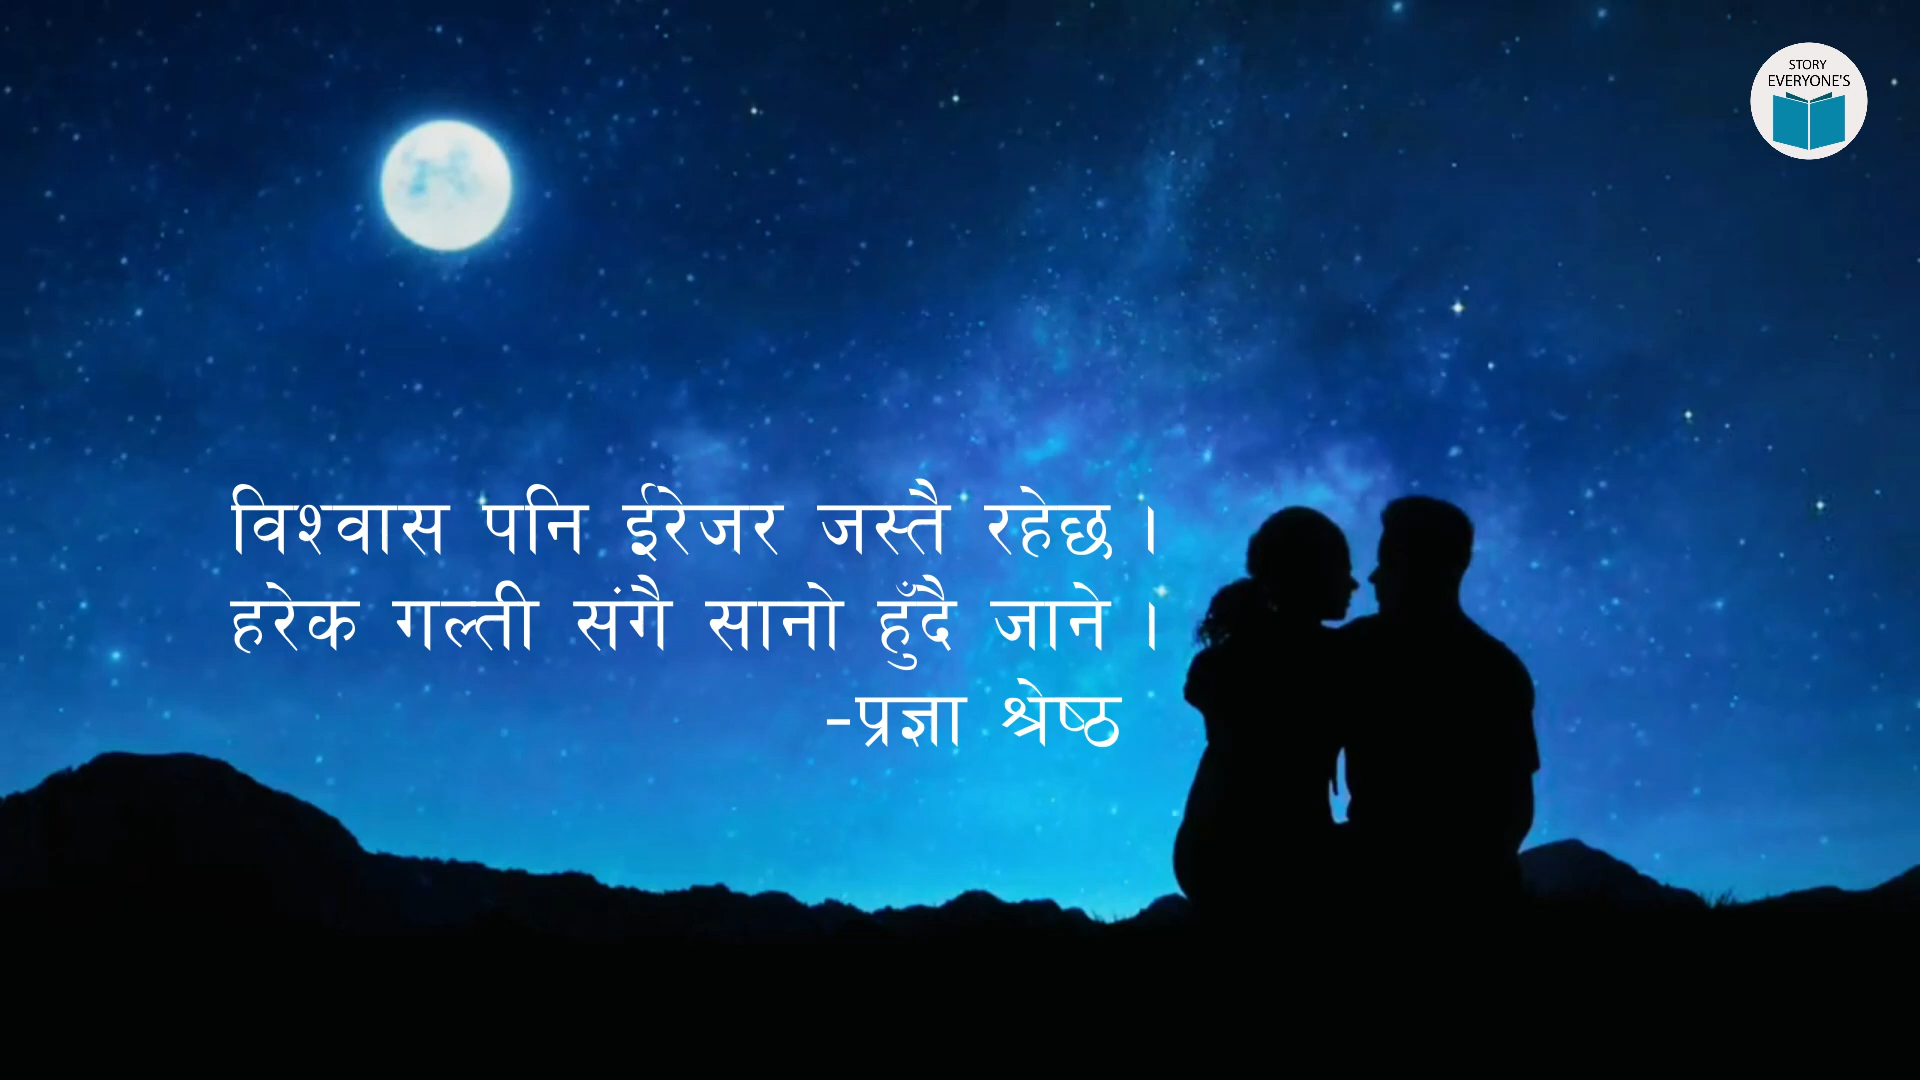 STORY
EVERYONE'S
विश्वास पनि ईरेजर जस्तै रहेछ ।
हरेक गल्ती संगै सानो हुँदै जाने ।
-प्रज्ञा श्रेष्ठ